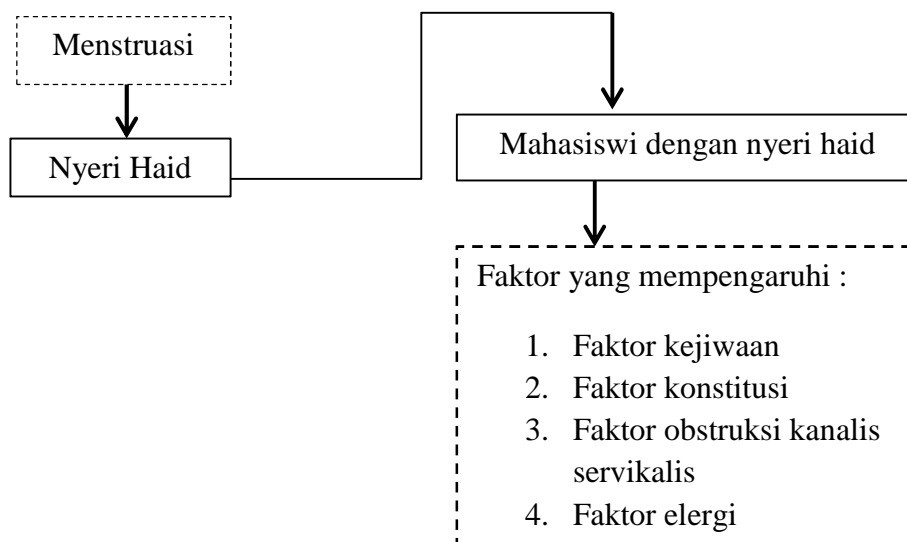 Menstruasi
Nyeri Haid
Mahasiswi dengan nyeri haid
Faktor yang mempengaruhi :
1. Faktor kejiwaan
2. Faktor konstitusi
3. Faktor obstruksi kanalis
servikalis
4. Faktor elergi